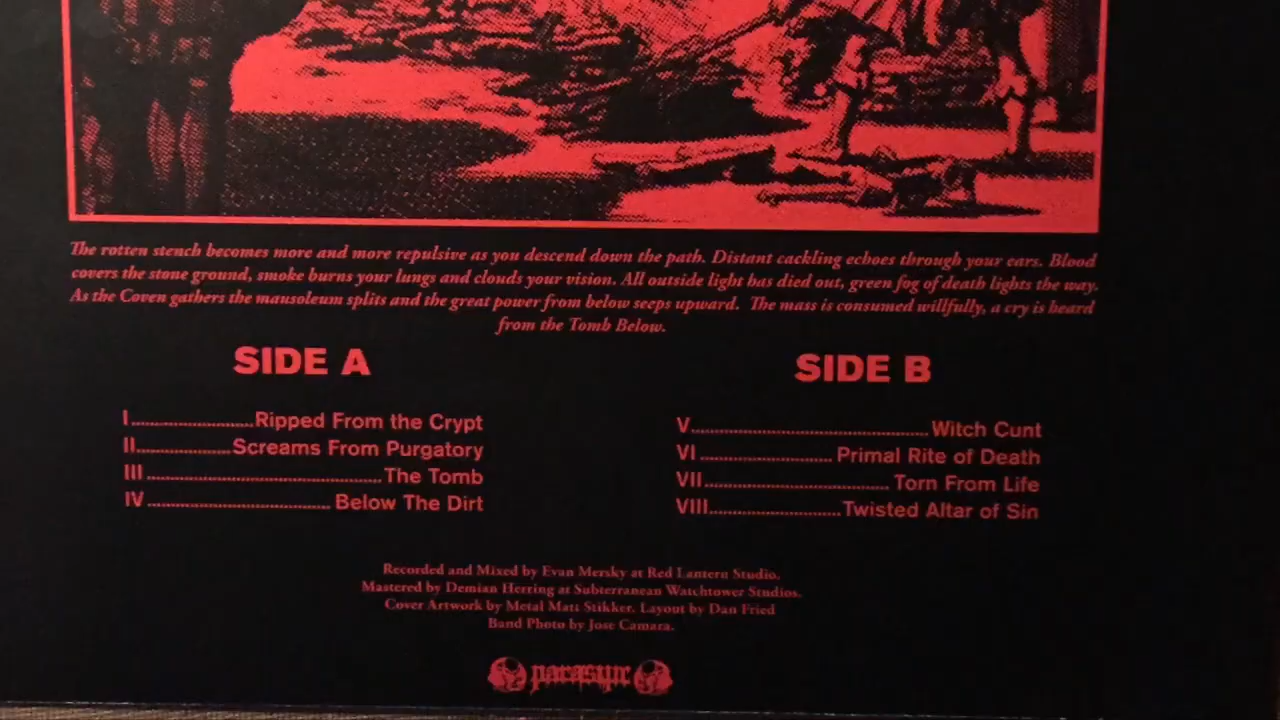 The rotten stench becomes more and more repulsive as you descend down the path. Distant cackling echoes through your ears. Blood
covers the stone ground, smoke burns your lungs and clouds your vision. All outside light has died out, green fog of death lights the way.
As the Coven gathers the mausoleum splits and the great power from below seeps upward. The mass is consumed willfully, a cry is heard
from the Tomb Below.
SIDE A
I........................Ripped From the Crypt
II...................Screams From Purgatory
III..............................................The Tomb
IV.................................... Below The Dirt
SIDE B
V...............................................Witch Cunt
VI.......................... Primal Rite of Death
VII..................................... Torn From Life
VIII..........................Twisted Altar of Sin
Recorded and Mixed by Evan Mersky at Red Lantern Studio.
Mastered by Demian Herring at Subterranean Watchtower Studios.
Cover Artwork by Metal Matt Stikker. Layout by Dan Fried
Band Photo by Jose Camara.
parasitic